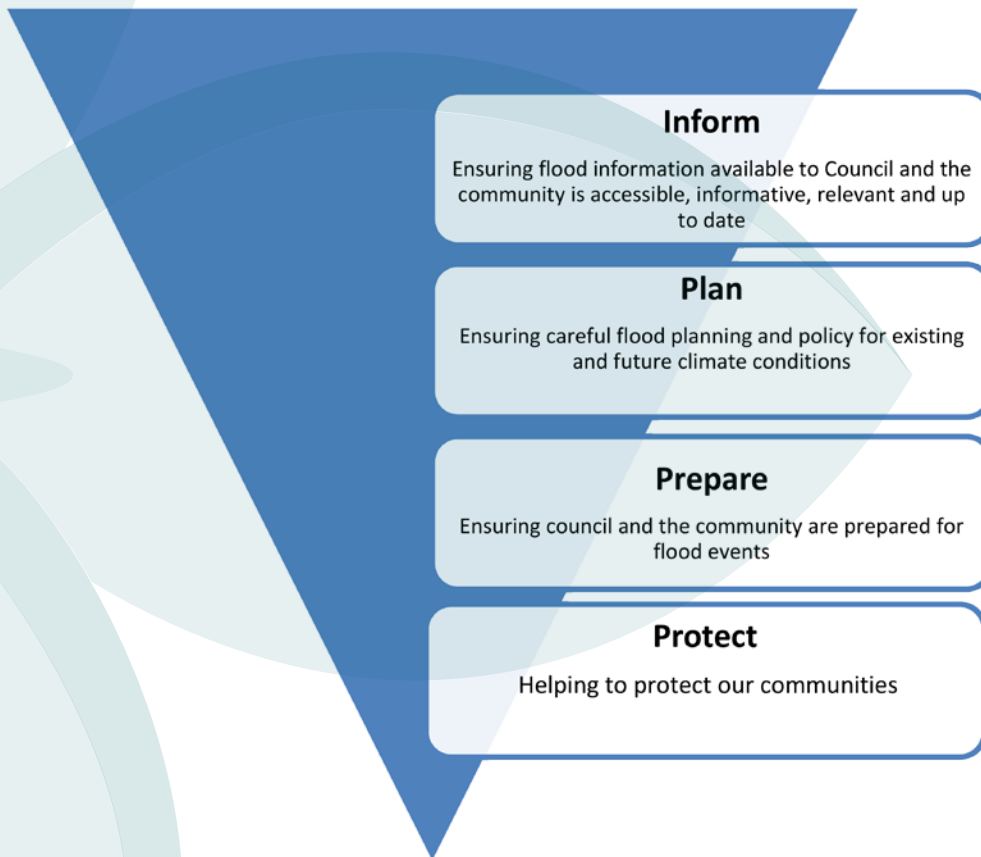 Inform
Ensuring flood information available to Council and the
community is accessible, informative, relevant and up
to date
Plan
Ensuring careful flood planning and policy for existing
and future climate conditions
Prepare
Ensuring council and the community are prepared for
flood events
Protect
Helping to protect our communities